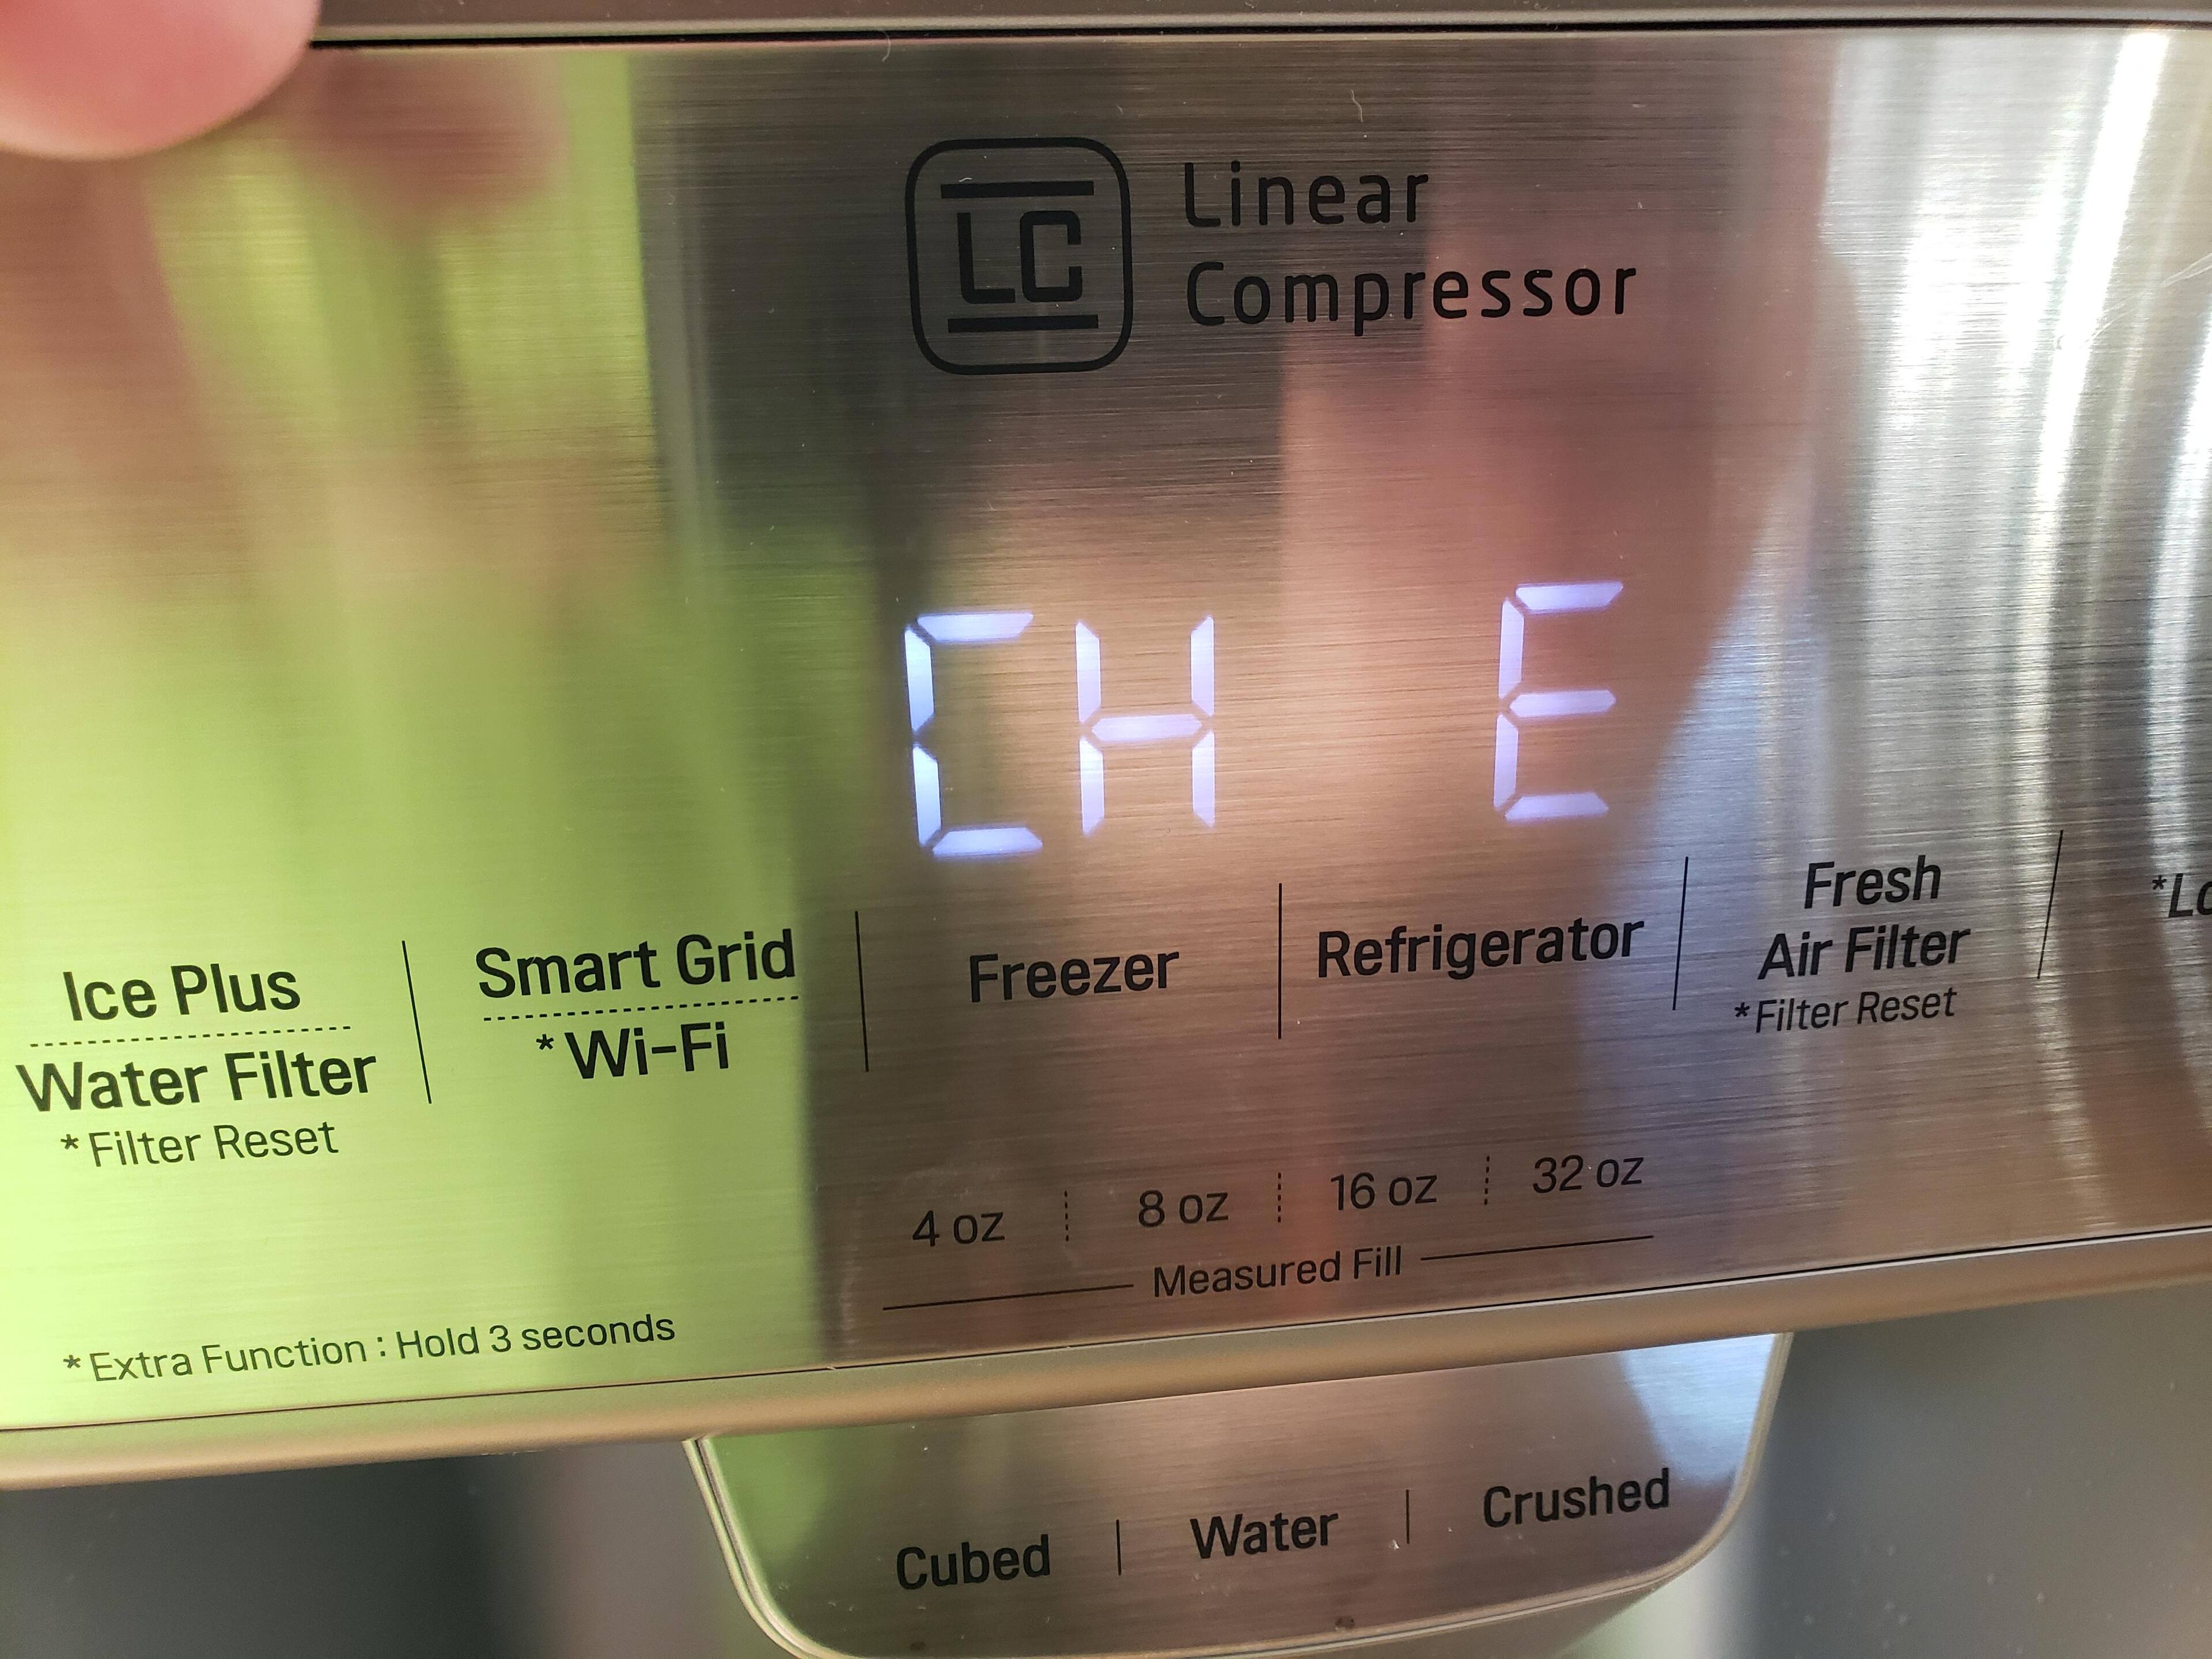 LC
Linear
Compressor
CH E
Ice Plus
Water Filter
*Filter Reset
Smart Grid
*Wi-Fi
Freezer
Refrigerator
Fresh
Air Filter
*Filter Reset
4 oz 8 oz 16 oz 32 oz
Measured Fill
*Extra Function : Hold 3 seconds
Cubed Water Crushed